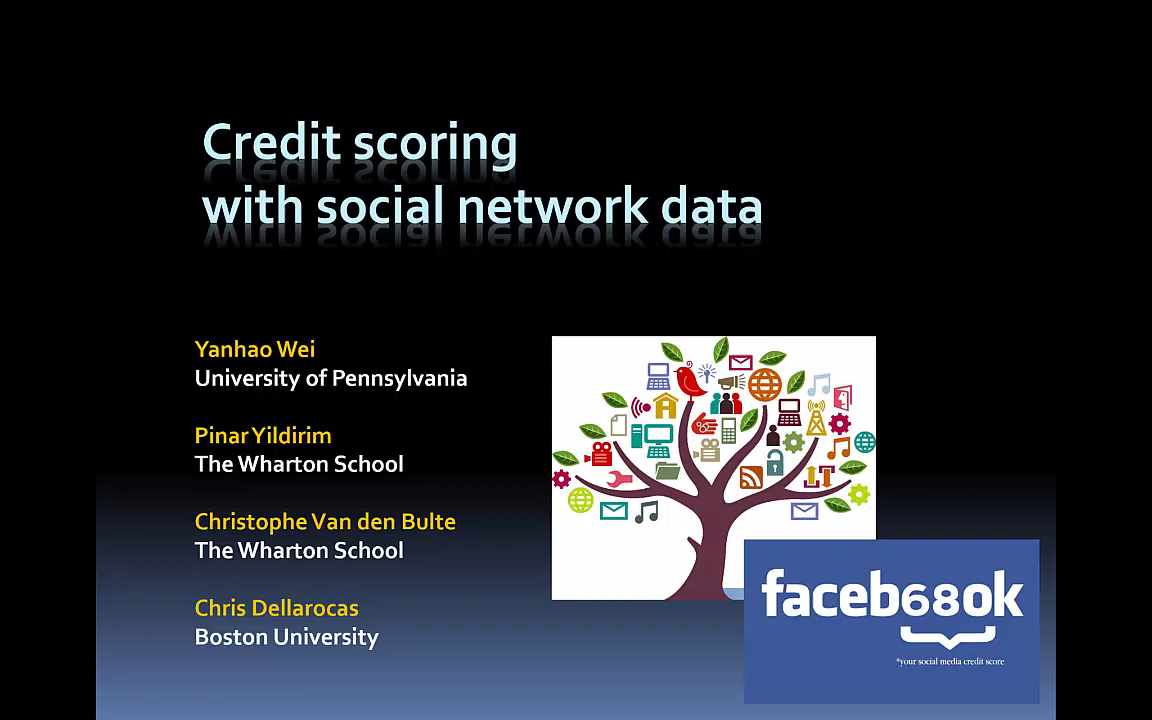 Credit scoring
with social network data
Yanhao Wei
University of Pennsylvania
Pinar Yildirim
The Wharton School
Christophe Van den Bulte
The Wharton School
Chris Dellarocas
Boston University
faceb680k
*your social media credit score